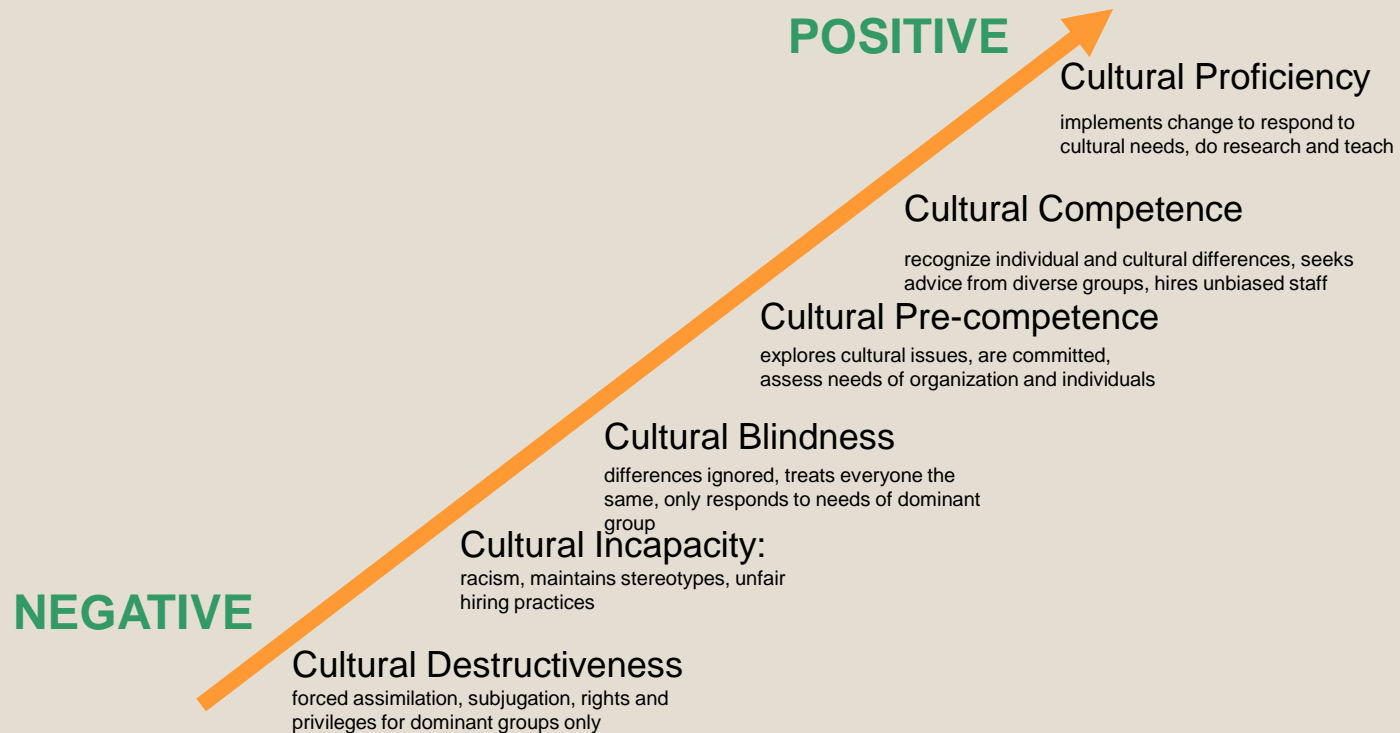 POSITIVE
Cultural Proficiency
implements change to respond to
cultural needs, do research and teach
Cultural Competence
recognize individual and cultural differences, seeks
advice from diverse groups, hires unbiased staff
Cultural Pre-competence
explores cultural issues, are committed,
assess needs of organization and individuals
Cultural Blindness
differences ignored, treats everyone the
same, only responds to needs of dominant
group
Cultural Incapacity:
racism, maintains stereotypes, unfair
hiring practices
NEGATIVE
Cultural Destructiveness
forced assimilation, subjugation, rights and
privileges for dominant groups only